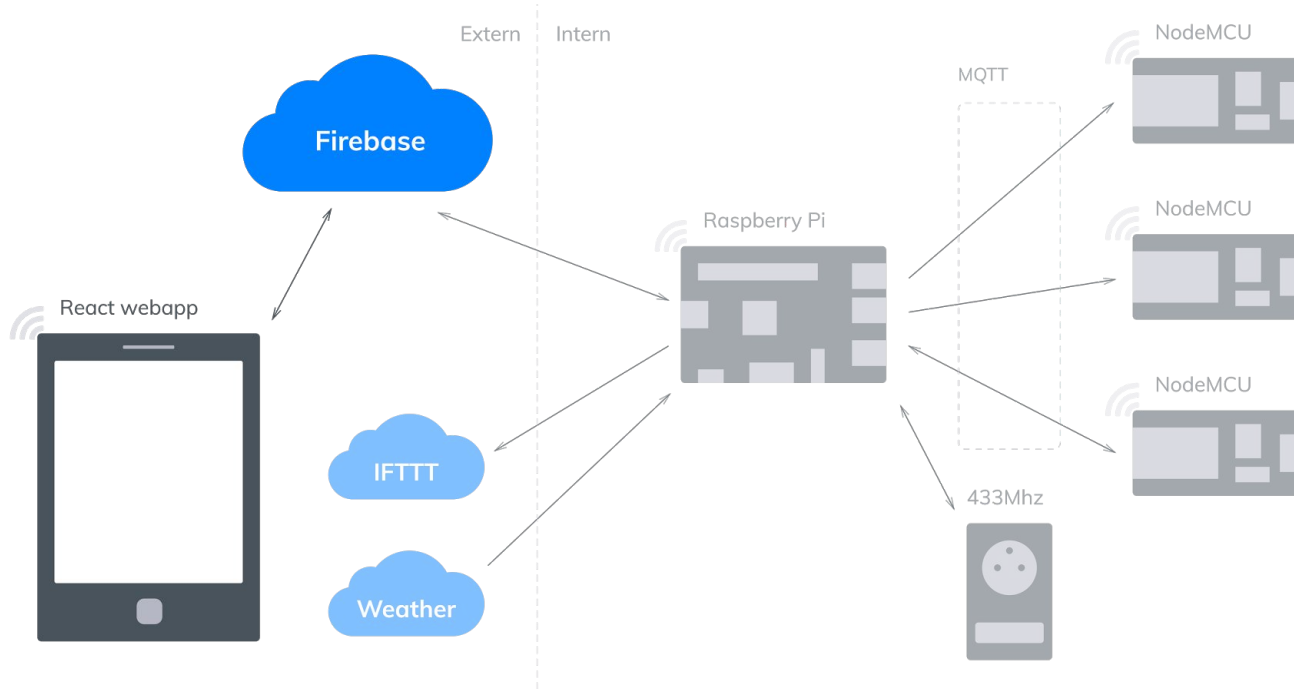 Extern
Intern
NodeMCU
MQTT
Firebase
NodeMCU
Raspberry Pi
React webapp
NodeMCU
IFTTT
433Mhz
Weather